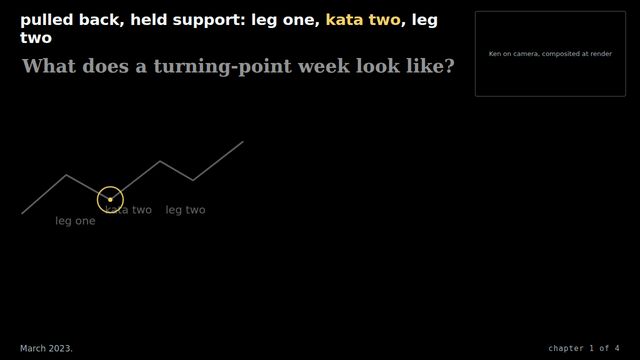 pulled back, held support: leg one, kata two, leg
two
What does a turning-point week look like?
Ken on camera, composited at render
kata two
leg two
leg one
March 2023.
chapter 1 of 4